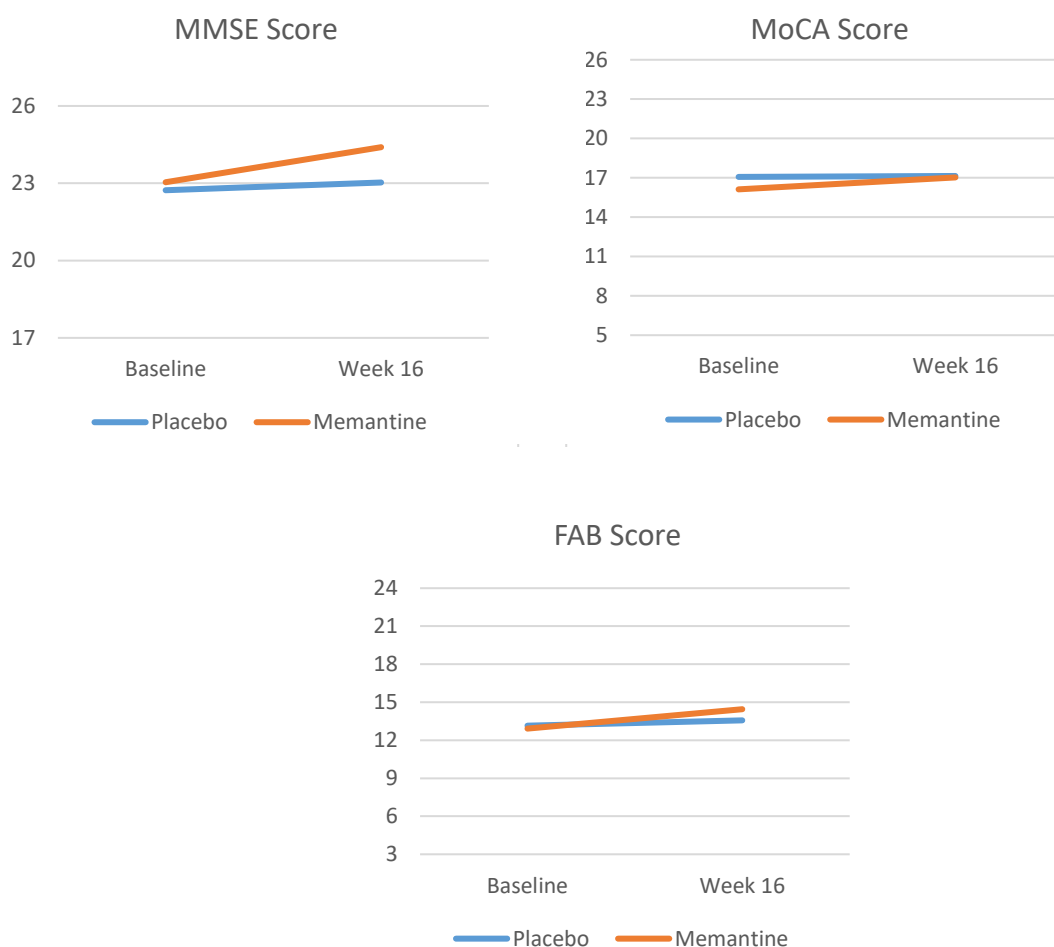 MMSE Score
26
23
20
17
Baseline Week 16
Placebo Memantine
MoCA Score
26
23
20
17
14
11
8
5
Baseline Week 16
Placebo Memantine
FAB Score
24
21
18
15
12
9
6
3
Baseline Week 16
Placebo Memantine